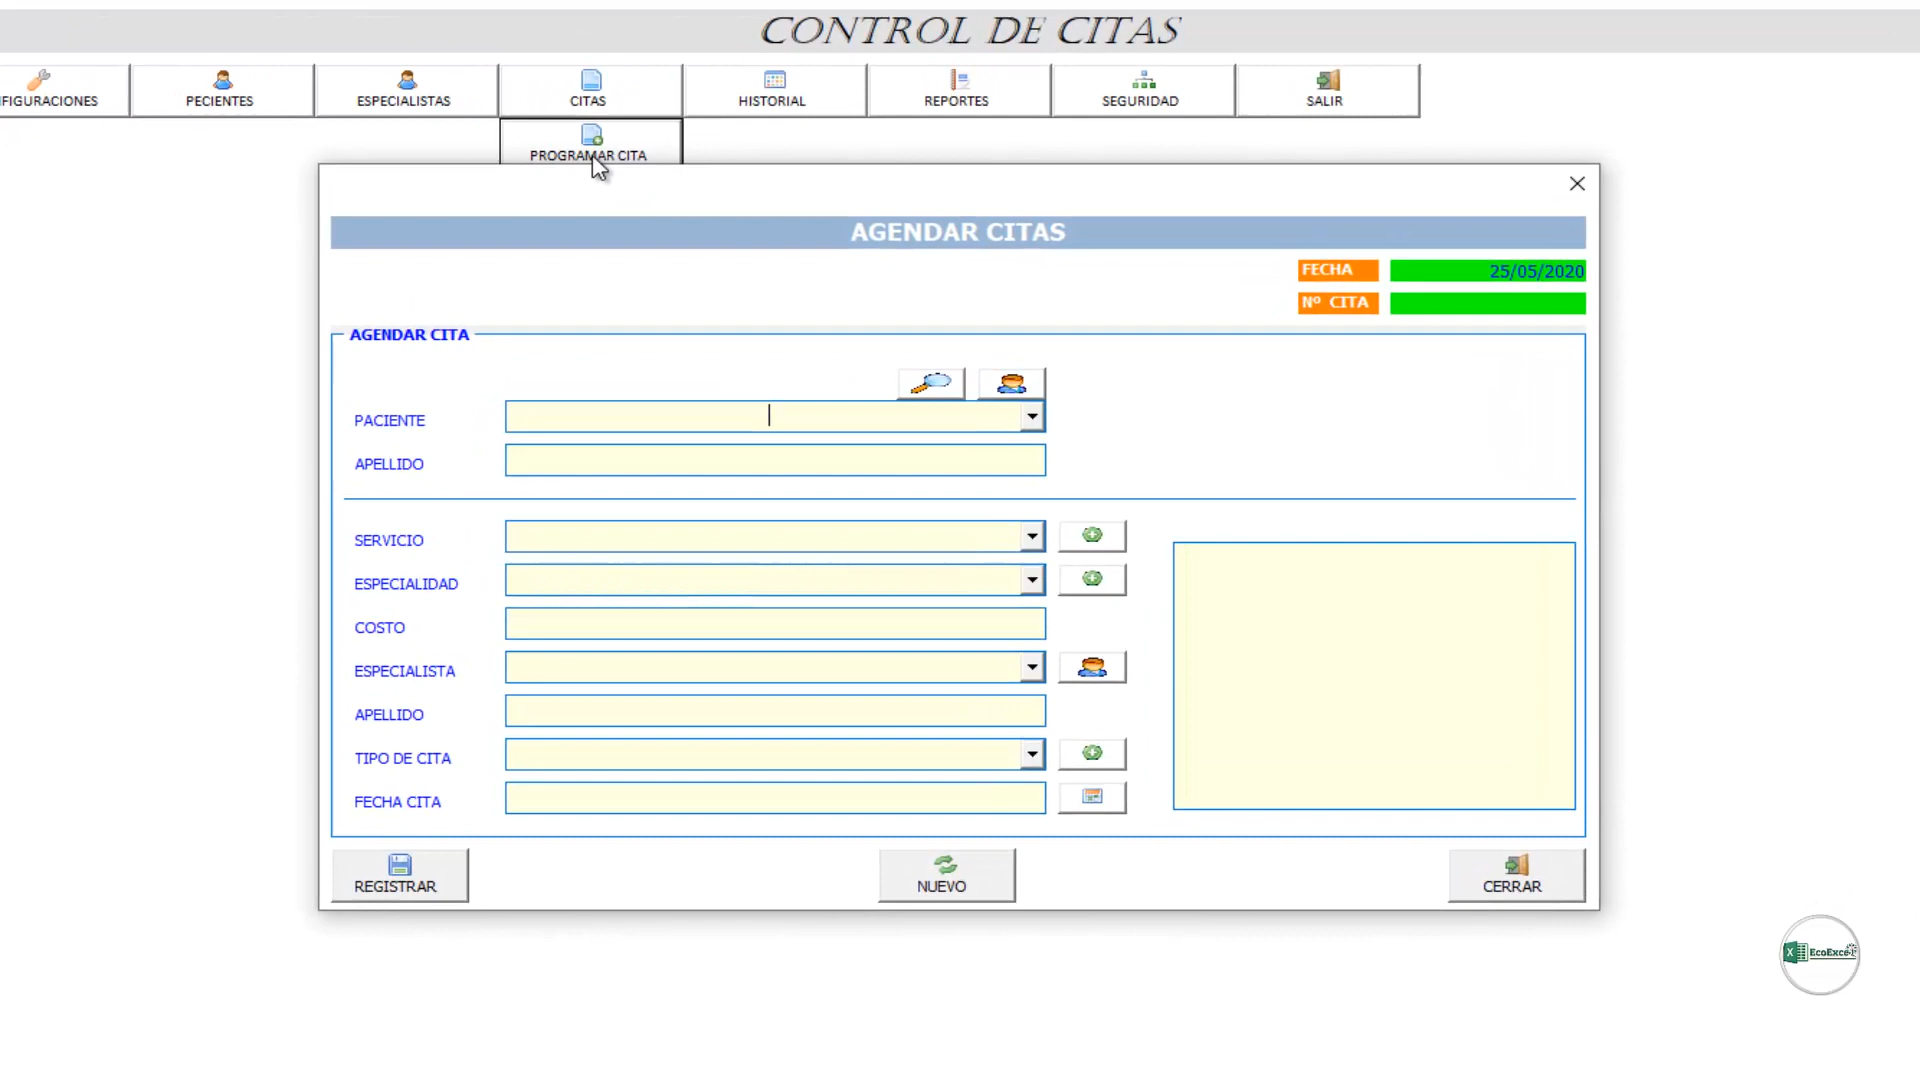 CONTROL DE CITAS
FIGURACIONES
PECIENTES
ESPECIALISTAS
CITAS
HISTORIAL
REPORTES
SEGURIDAD
SALIR
PROGRAMAR CITA
AGENDAR CITAS
FECHA 25/05/2020
Nº CITA
AGENDAR CITA
PACIENTE
APELLIDO
SERVICIO
ESPECIALIDAD
COSTO
ESPECIALISTA
APELLIDO
TIPO DE CITA
FECHA CITA
REGISTRAR
NUEVO
CERRAR
EcoExcel